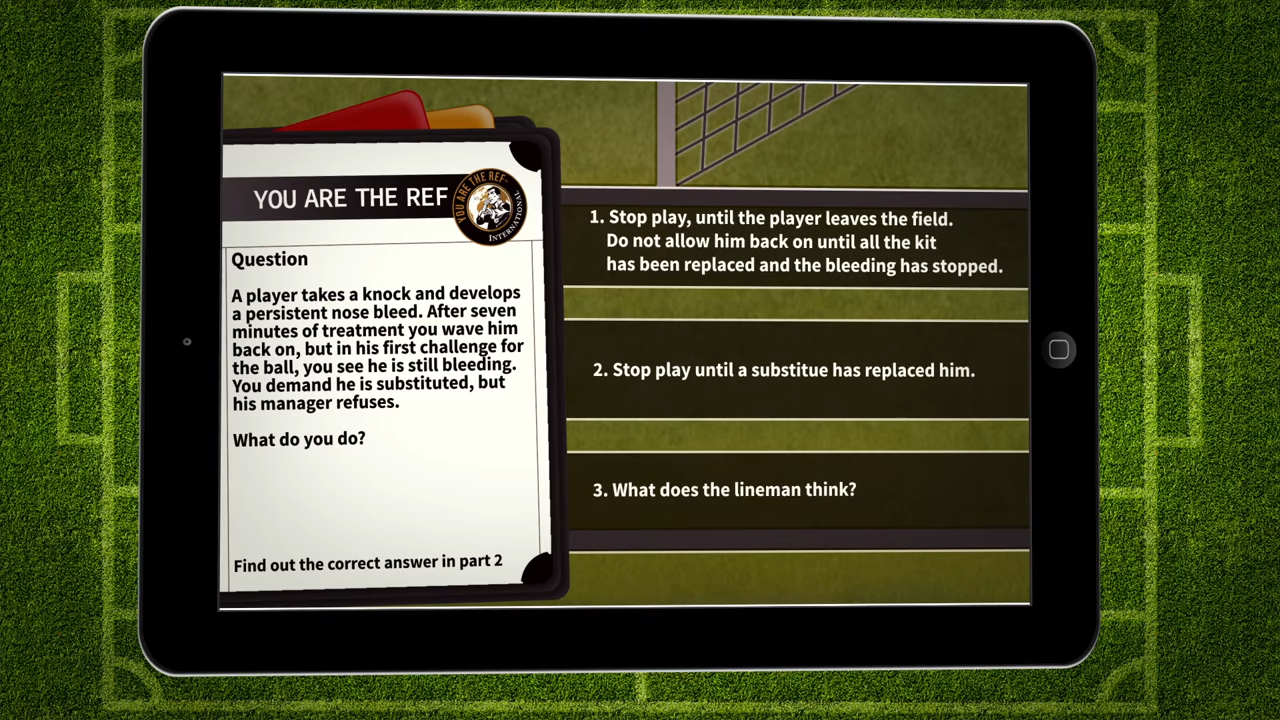 YOU ARE THE REF
YOU ARE THE REF
INTERNATIONAL
Question
A player takes a knock and develops
a persistent nose bleed. After seven
minutes of treatment you wave him
back on, but in his first challenge for
the ball, you see he is still bleeding.
You demand he is substituted, but
his manager refuses.
What do you do?
Find out the correct answer in part 2
1. Stop play, until the player leaves the field.
Do not allow him back on until all the kit
has been replaced and the bleeding has stopped.
2. Stop play until a substitue has replaced him.
3. What does the lineman think?